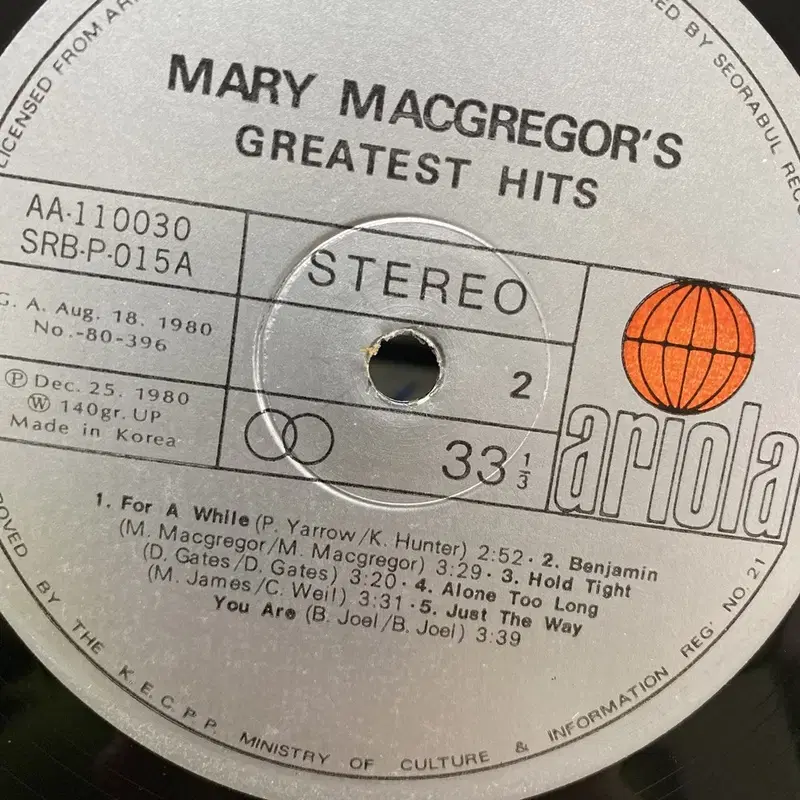 LICENSED FROM
ED BY SEORABUL
MARY MACGREGOR'S
GREATEST HITS
AA-110030
SRB-P-015A
STEREO
G. A. Aug. 18. 1980
No.-80-396
2
Ⓟ Dec. 25. 1980
Ⓦ 140gr. UP
Made in Korea
33 1/3
ariola
1. For A While (P. Yarrow/K. Hunter) 2:52 · 2. Benjamin
(M. Macgregor/M. Macgregor) 3:29 · 3. Hold Tight
(D. Gates/D. Gates) 3:20 · 4. Alone Too Long
(M. James/C. Weil) 3:31 · 5. Just The Way
You Are (B. Joel/B. Joel) 3:39
OVED BY THE K.E.C.P.P. MINISTRY OF CULTURE & INFORMATION REG' NO. 21